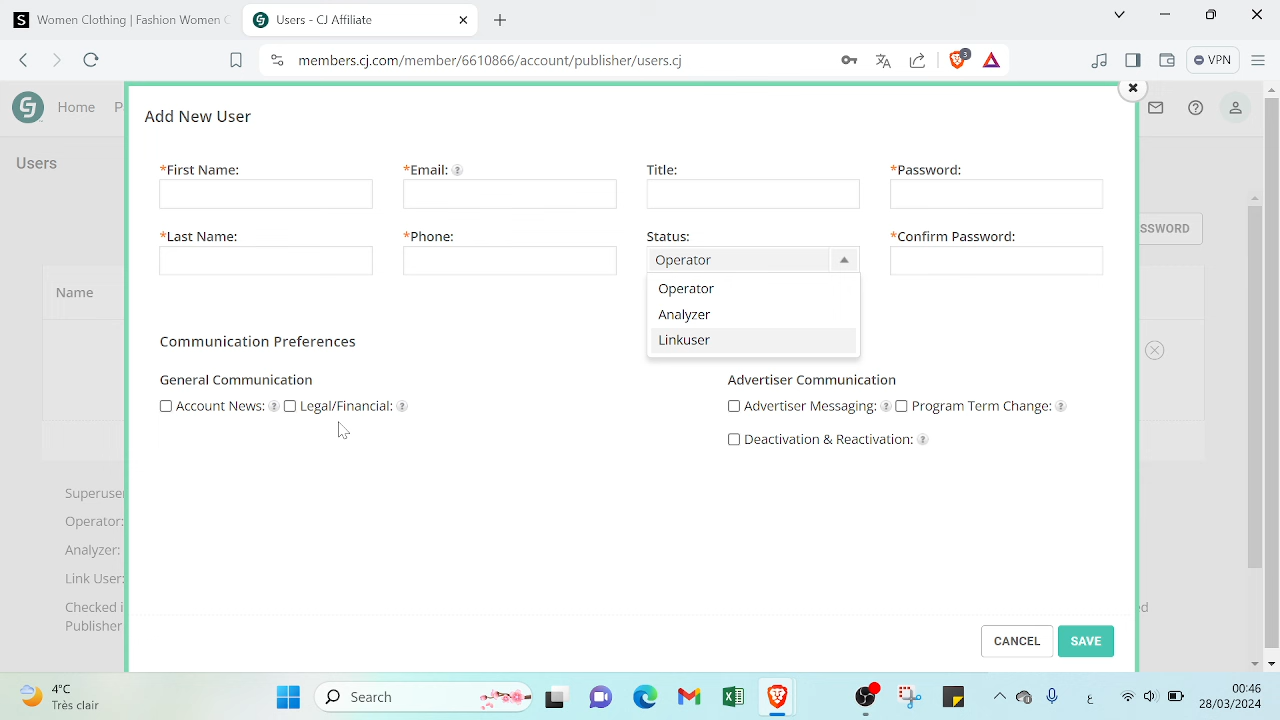 Women Clothing | Fashion Women C
Users - CJ Affiliate
members.cj.com/member/6610866/account/publisher/users.cj
3
VPN
Home
P
Users
SSWORD
Name
Superuser
Operator:
Analyzer:
Link User:
Checked i
Publisher
ed
Add New User
*First Name:
*Email: ?
Title:
*Password:
*Last Name:
*Phone:
Status:
*Confirm Password:
Operator
Operator
Analyzer
Linkuser
Communication Preferences
General Communication
Advertiser Communication
Account News: ? Legal/Financial: ?
Advertiser Messaging: ? Program Term Change: ?
Deactivation & Reactivation: ?
CANCEL
SAVE
4°C
Très clair
Search
ع
00:46
28/03/2024